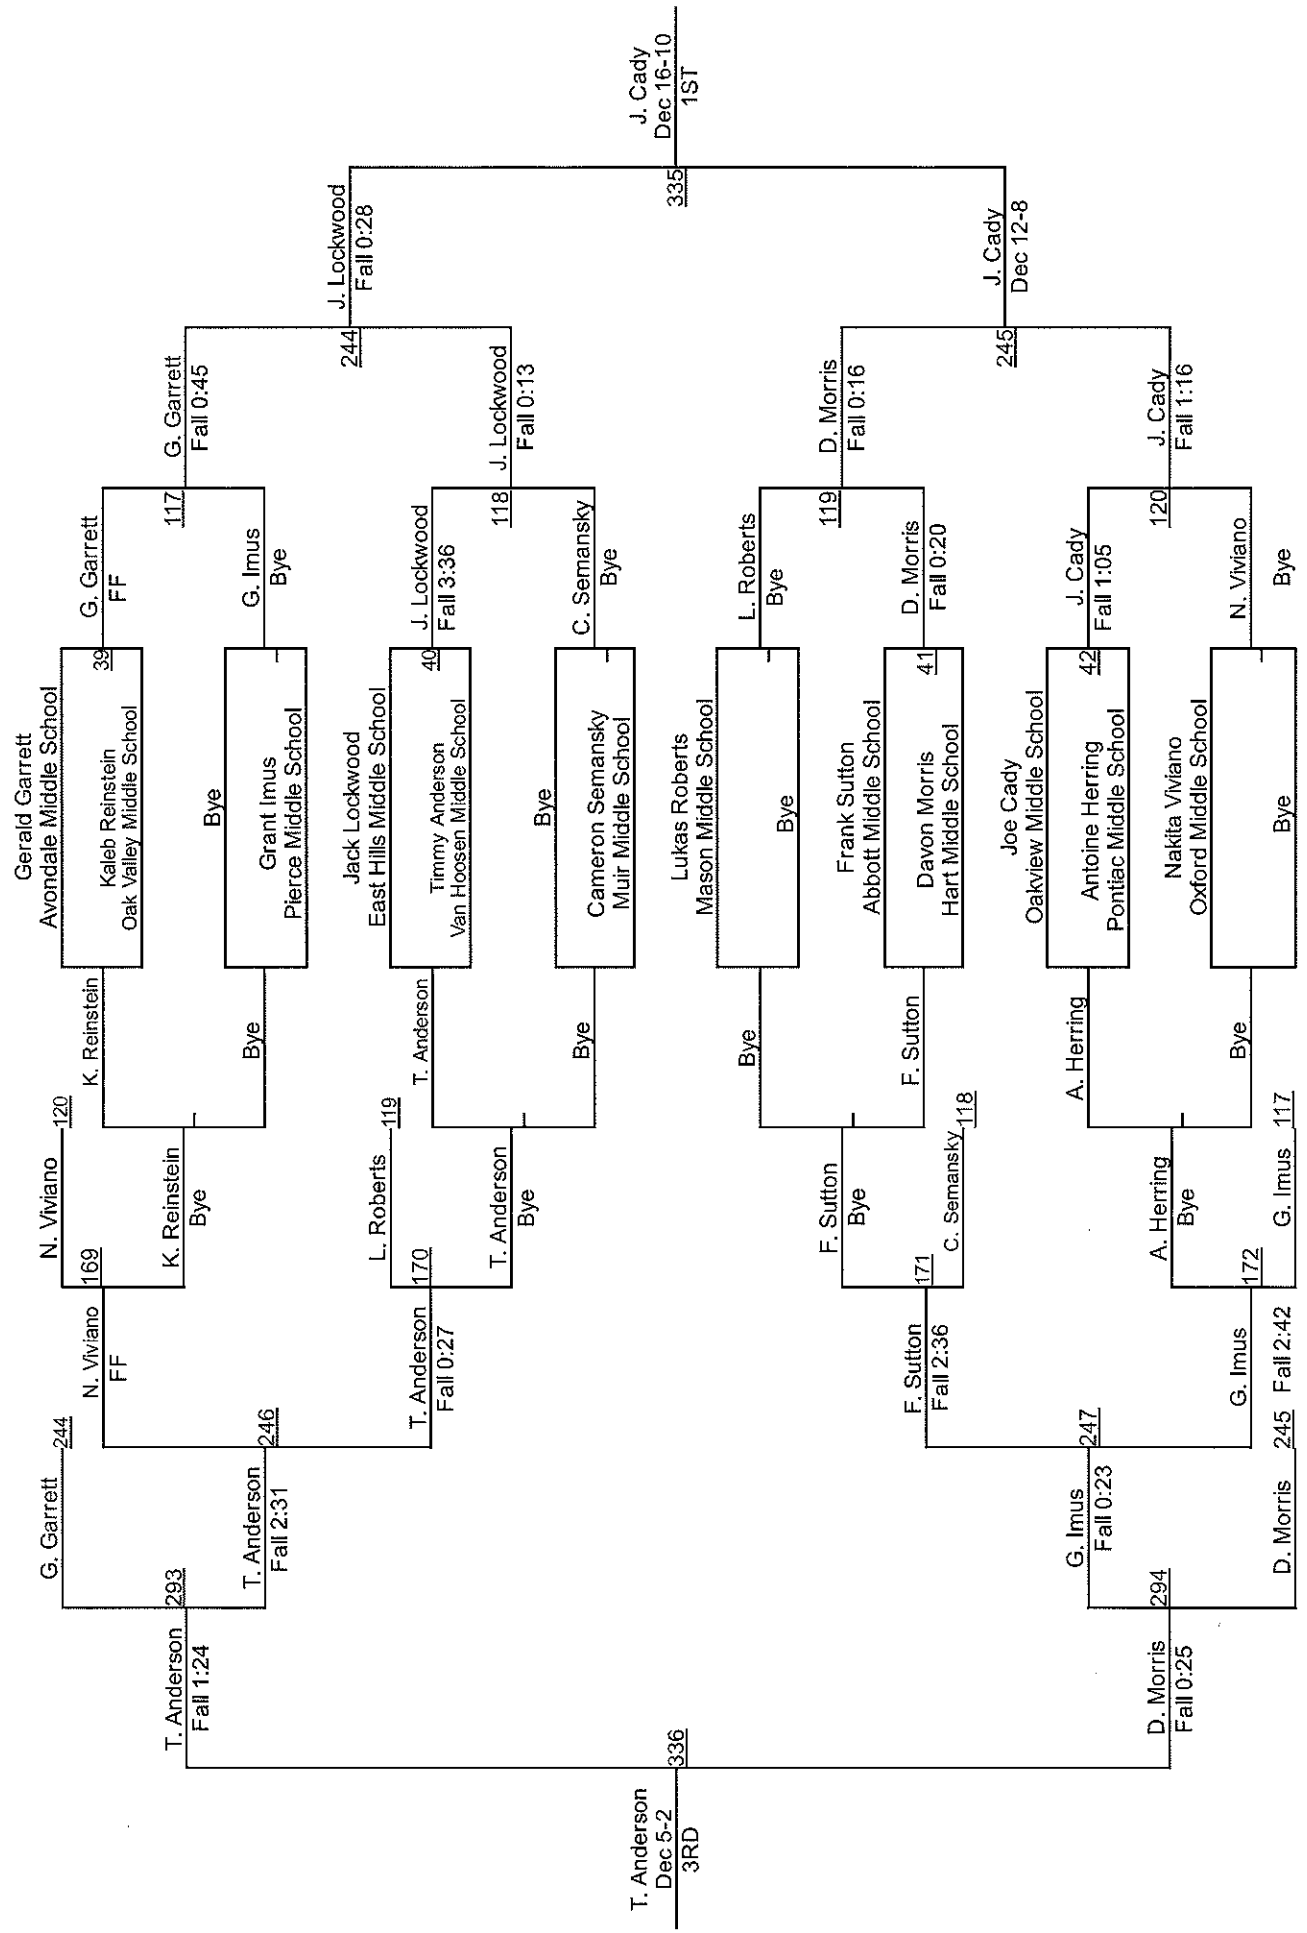 J. Cady
Dec 16-10
1ST
335
J. Lockwood
Fall 0:28
J. Cady
Dec 12-8
244
245
G. Garrett
Fall 0:45
J. Lockwood
Fall 0:13
D. Morris
Fall 0:16
J. Cady
Fall 1:16
117
118
119
120
G. Garrett
FF
G. Imus
Bye
J. Lockwood
Fall 3:36
C. Semansky
Bye
L. Roberts
Bye
D. Morris
Fall 0:20
J. Cady
Fall 1:05
N. Viviano
Bye
Gerald Garrett
Avondale Middle School
39
Kaleb Reinstein
Oak Valley Middle School
Bye
Grant Imus
Pierce Middle School
Jack Lockwood
East Hills Middle School
40
Timmy Anderson
Van Hoosen Middle School
Bye
Cameron Semansky
Muir Middle School
Lukas Roberts
Mason Middle School
Bye
Frank Sutton
Abbott Middle School
41
Davon Morris
Hart Middle School
Joe Cady
Oakview Middle School
42
Antoine Herring
Pontiac Middle School
Nakita Viviano
Oxford Middle School
Bye
K. Reinstein
Bye
T. Anderson
Bye
Bye
F. Sutton
A. Herring
Bye
N. Viviano
120
K. Reinstein
Bye
L. Roberts
119
T. Anderson
Bye
F. Sutton
Bye
C. Semansky
118
A. Herring
Bye
G. Imus
117
169
170
171
172
N. Viviano
FF
T. Anderson
Fall 0:27
F. Sutton
Fall 2:36
G. Imus
Fall 2:42
G. Garrett
244
246
T. Anderson
Fall 2:31
247
G. Imus
Fall 0:23
D. Morris
245
293
294
T. Anderson
Fall 1:24
D. Morris
Fall 0:25
336
T. Anderson
Dec 5-2
3RD